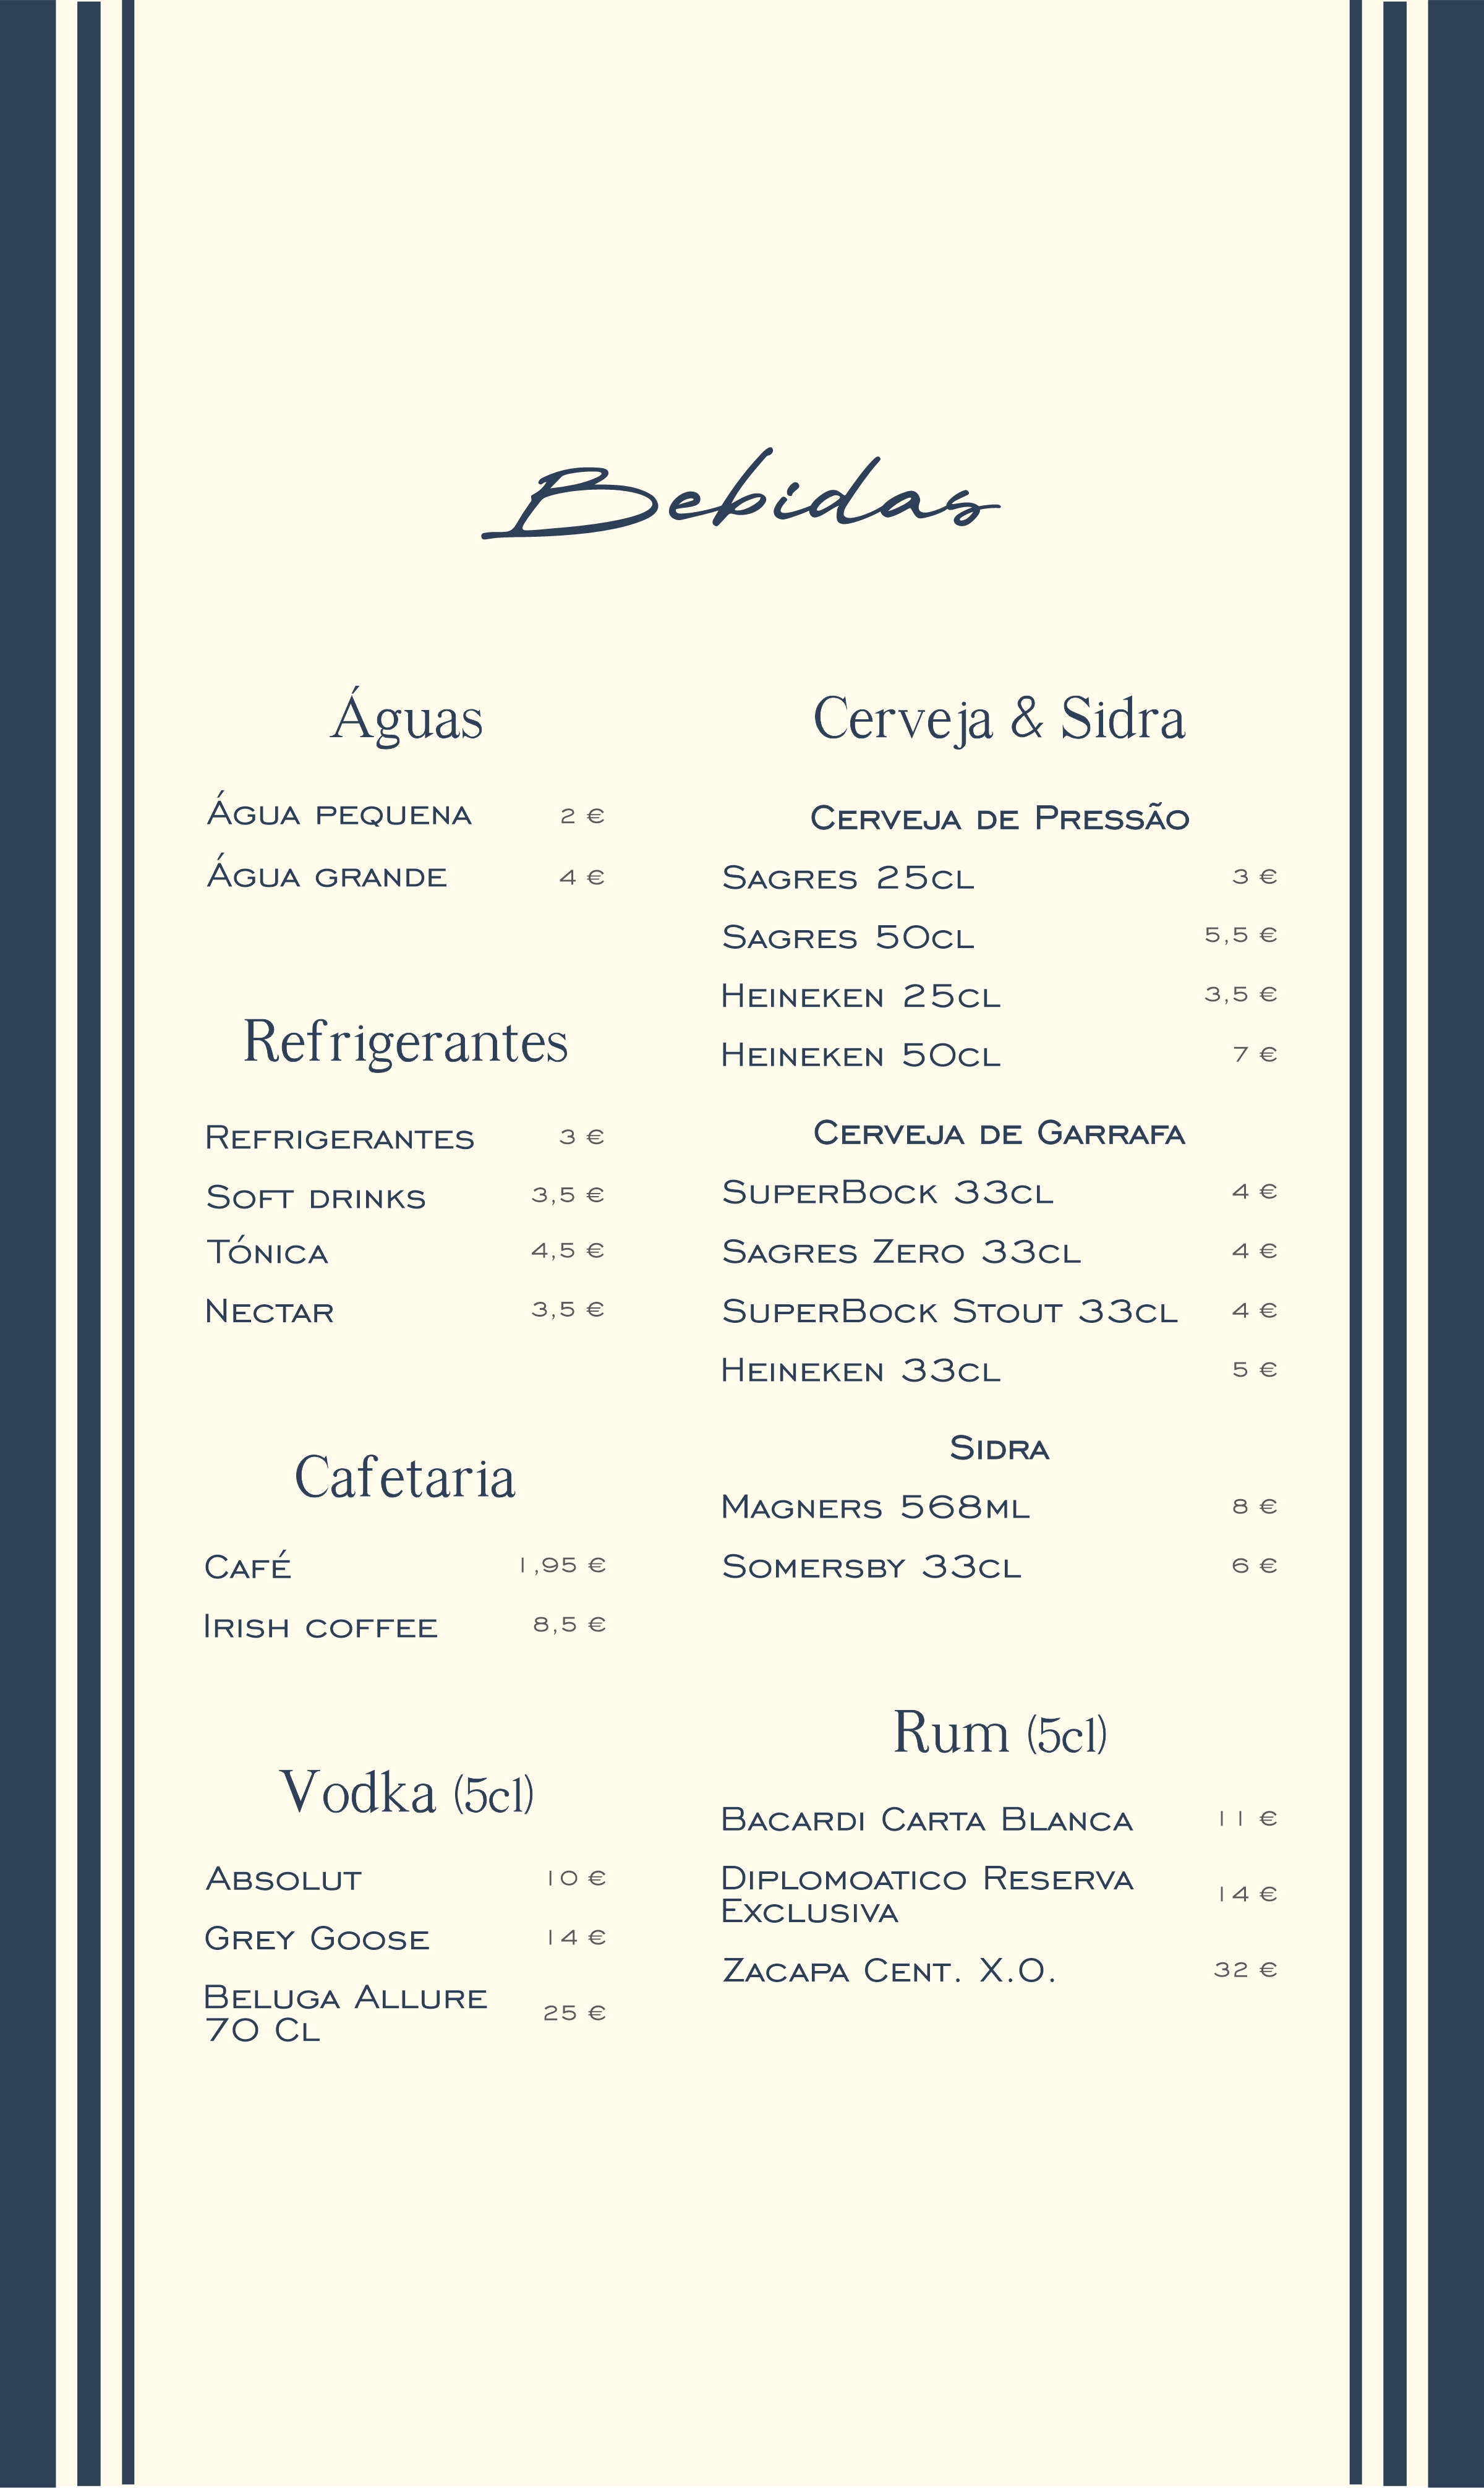 Bebidas
Águas
Água pequena 2 €
Água grande 4 €
Refrigerantes
Refrigerantes 3 €
Soft drinks 3,5 €
Tónica 4,5 €
Nectar 3,5 €
Cafetaria
Café 1,95 €
Irish coffee 8,5 €
Vodka (5cl)
Absolut 10 €
Grey Goose 14 €
Beluga Allure
70 Cl 25 €
Cerveja & Sidra
Cerveja de Pressão
Sagres 25cl 3 €
Sagres 50cl 5,5 €
Heineken 25cl 3,5 €
Heineken 50cl 7 €
Cerveja de Garrafa
SuperBock 33cl 4 €
Sagres Zero 33cl 4 €
SuperBock Stout 33cl 4 €
Heineken 33cl 5 €
Sidra
Magners 568ml 8 €
Somersby 33cl 6 €
Rum (5cl)
Bacardi Carta Blanca 11 €
Diplomoatico Reserva
Exclusiva 14 €
Zacapa Cent. X.O. 32 €